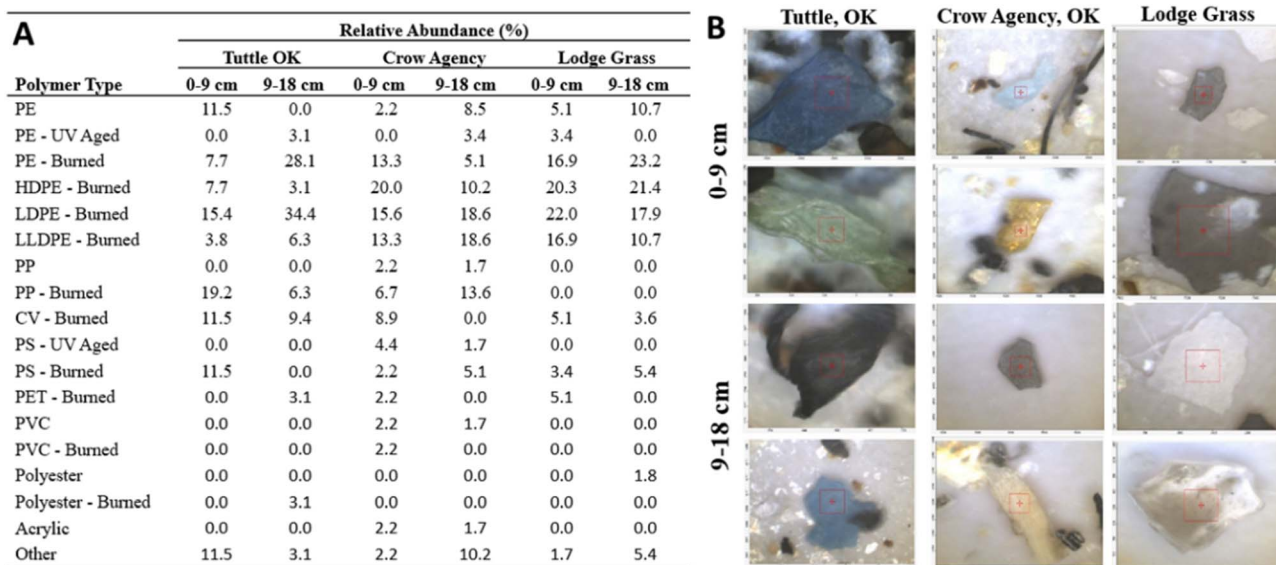 A
Relative Abundance (%)
Tuttle OK Crow Agency Lodge Grass
Polymer Type 0-9 cm 9-18 cm 0-9 cm 9-18 cm 0-9 cm 9-18 cm
PE 11.5 0.0 2.2 8.5 5.1 10.7
PE - UV Aged 0.0 3.1 0.0 3.4 3.4 0.0
PE - Burned 7.7 28.1 13.3 5.1 16.9 23.2
HDPE - Burned 7.7 3.1 20.0 10.2 20.3 21.4
LDPE - Burned 15.4 34.4 15.6 18.6 22.0 17.9
LLDPE - Burned 3.8 6.3 13.3 18.6 16.9 10.7
PP 0.0 0.0 2.2 1.7 0.0 0.0
PP - Burned 19.2 6.3 6.7 13.6 0.0 0.0
CV - Burned 11.5 9.4 8.9 0.0 5.1 3.6
PS - UV Aged 0.0 0.0 4.4 1.7 0.0 0.0
PS - Burned 11.5 0.0 2.2 5.1 3.4 5.4
PET - Burned 0.0 3.1 2.2 0.0 5.1 0.0
PVC 0.0 0.0 2.2 1.7 0.0 0.0
PVC - Burned 0.0 0.0 2.2 0.0 0.0 0.0
Polyester 0.0 0.0 0.0 0.0 0.0 1.8
Polyester - Burned 0.0 3.1 0.0 0.0 0.0 0.0
Acrylic 0.0 0.0 2.2 1.7 0.0 0.0
Other 11.5 3.1 2.2 10.2 1.7 5.4
B
Tuttle, OK Crow Agency, OK Lodge Grass
0-9 cm
9-18 cm